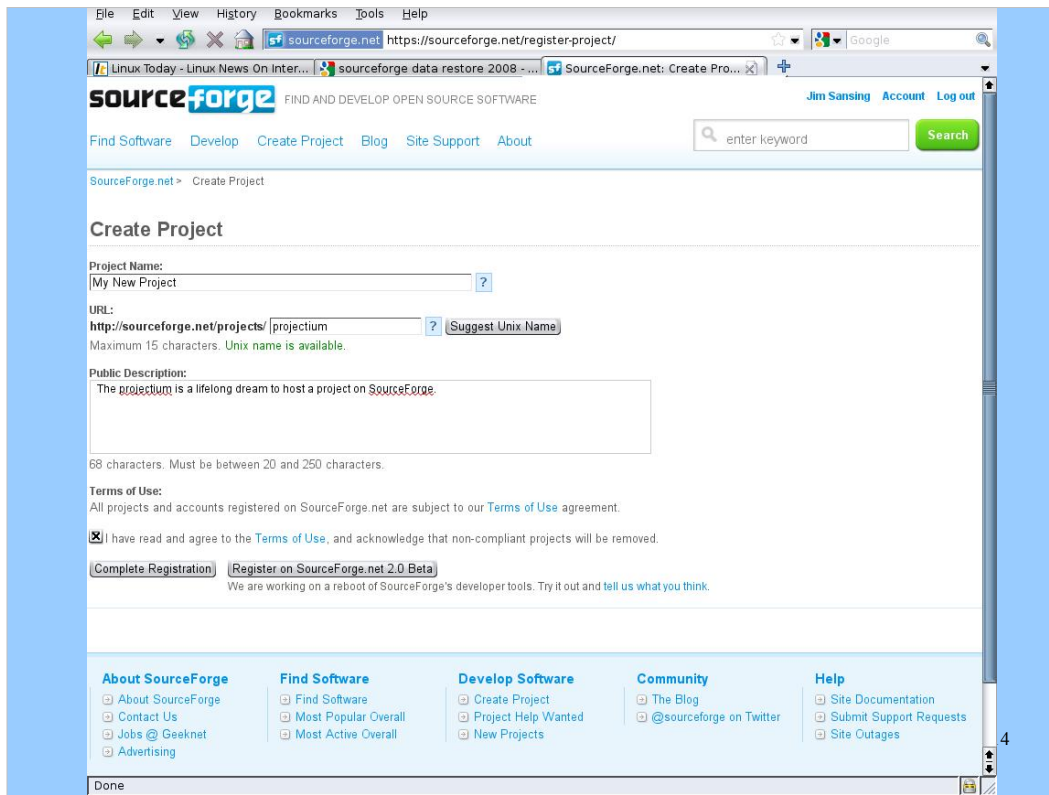 File Edit View History Bookmarks Tools Help
sf sourceforge.net https://sourceforge.net/register-project/ Google
Linux Today - Linux News On Inter... sourceforge data restore 2008 - ... sf SourceForge.net: Create Pro...
sourceforge FIND AND DEVELOP OPEN SOURCE SOFTWARE Jim Sansing Account Log out
Find Software Develop Create Project Blog Site Support About enter keyword Search
SourceForge.net > Create Project
Create Project
Project Name:
My New Project ?
URL:
http://sourceforge.net/projects/ projectium ? Suggest Unix Name
Maximum 15 characters. Unix name is available.
Public Description:
The projectium is a lifelong dream to host a project on SourceForge.
68 characters. Must be between 20 and 250 characters.
Terms of Use:
All projects and accounts registered on SourceForge.net are subject to our Terms of Use agreement.
I have read and agree to the Terms of Use, and acknowledge that non-compliant projects will be removed.
Complete Registration Register on SourceForge.net 2.0 Beta
We are working on a reboot of SourceForge's developer tools. Try it out and tell us what you think.
About SourceForge Find Software Develop Software Community Help
About SourceForge Find Software Create Project The Blog Site Documentation
Contact Us Most Popular Overall Project Help Wanted @sourceforge on Twitter Submit Support Requests
Jobs @ Geeknet Most Active Overall New Projects Site Outages
4
Advertising
Done